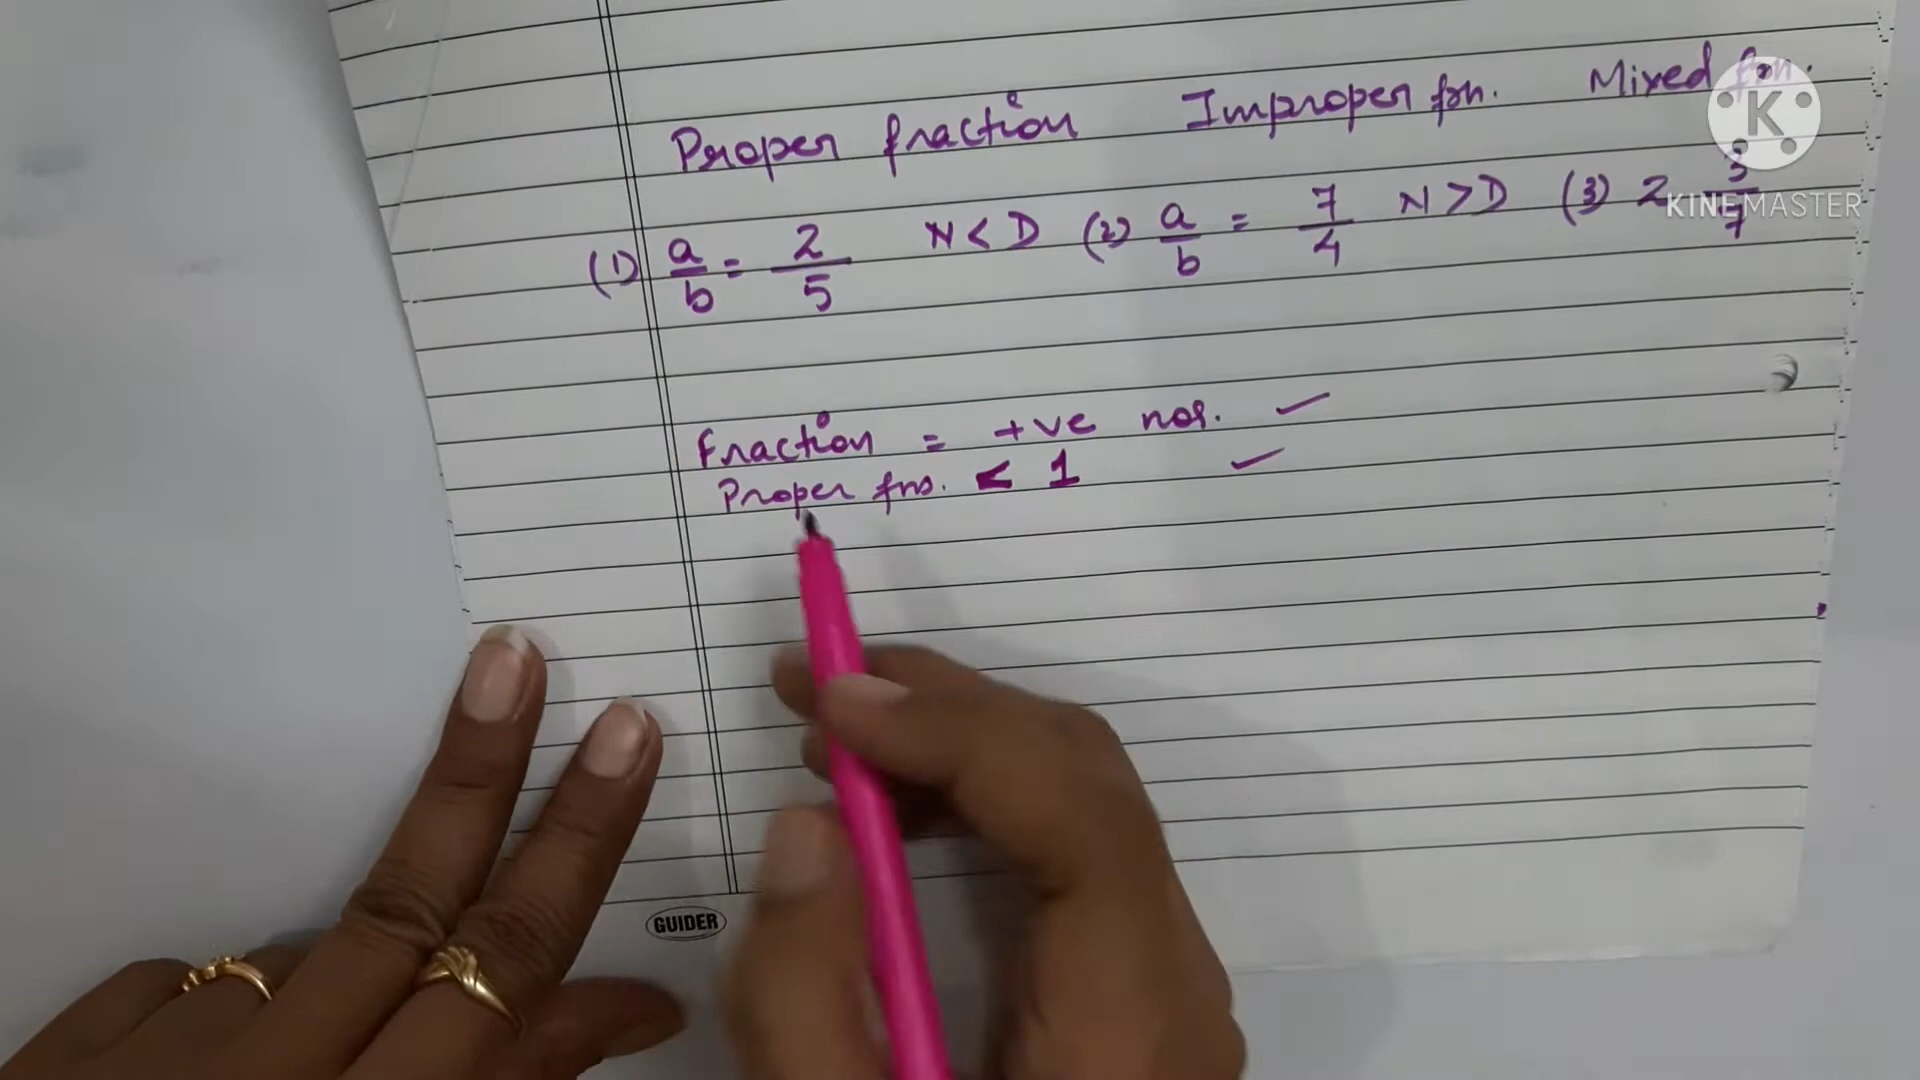 Proper fraction Improper frn. Mixed frn.
(1) a/b = 2/5 N < D (2) a/b = 7/4 N > D (3) 2 3/7
Fraction = +ve nos. ✓
Proper frns. < 1 ✓
GUIDER
K
KINEMASTER